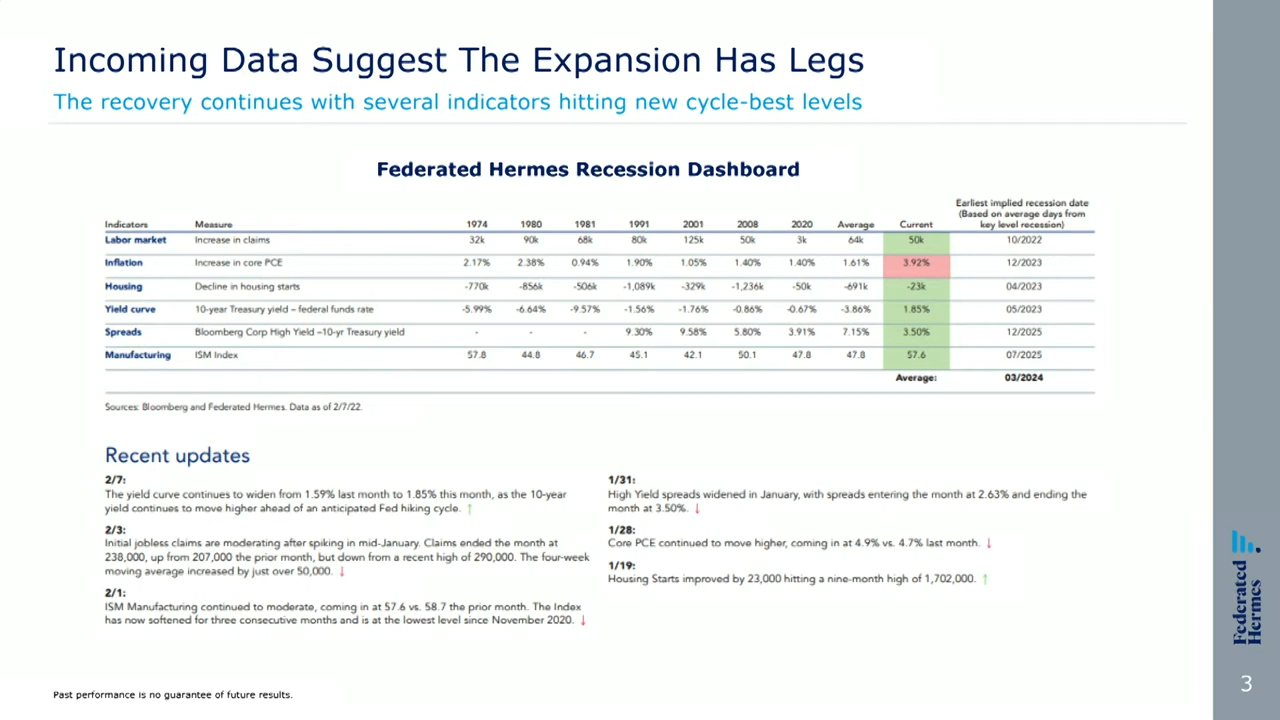 Incoming Data Suggest The Expansion Has Legs
The recovery continues with several indicators hitting new cycle-best levels
Federated Hermes Recession Dashboard
Indicators Measure 1974 1980 1981 1991 2001 2008 2020 Average Current Earliest implied recession date
(Based on average days from
key level recession)
Labor market Increase in claims 32k 90k 68k 80k 125k 50k 3k 64k 50k 10/2022
Inflation Increase in core PCE 2.17% 2.38% 0.94% 1.90% 1.05% 1.40% 1.40% 1.61% 3.92% 12/2023
Housing Decline in housing starts -770k -856k -506k -1,089k -329k -1,236k -50k -691k -23k 04/2023
Yield curve 10-year Treasury yield – federal funds rate -5.99% -6.64% -9.57% -1.56% -1.76% -0.86% -0.67% -3.86% 1.85% 05/2023
Spreads Bloomberg Corp High Yield –10-yr Treasury yield - - - 9.30% 9.58% 5.80% 3.91% 7.15% 3.50% 12/2025
Manufacturing ISM Index 57.8 44.8 46.7 45.1 42.1 50.1 47.8 47.8 57.6 07/2025
Average: 03/2024
Sources: Bloomberg and Federated Hermes. Data as of 2/7/22.
Recent updates
2/7:
The yield curve continues to widen from 1.59% last month to 1.85% this month, as the 10-year
yield continues to move higher ahead of an anticipated Fed hiking cycle. ↑
2/3:
Initial jobless claims are moderating after spiking in mid-January. Claims ended the month at
238,000, up from 207,000 the prior month, but down from a recent high of 290,000. The four-week
moving average increased by just over 50,000. ↓
2/1:
ISM Manufacturing continued to moderate, coming in at 57.6 vs. 58.7 the prior month. The Index
has now softened for three consecutive months and is at the lowest level since November 2020. ↓
1/31:
High Yield spreads widened in January, with spreads entering the month at 2.63% and ending the
month at 3.50%. ↓
1/28:
Core PCE continued to move higher, coming in at 4.9% vs. 4.7% last month. ↓
1/19:
Housing Starts improved by 23,000 hitting a nine-month high of 1,702,000. ↑
Past performance is no guarantee of future results.
Federated
Hermes
3